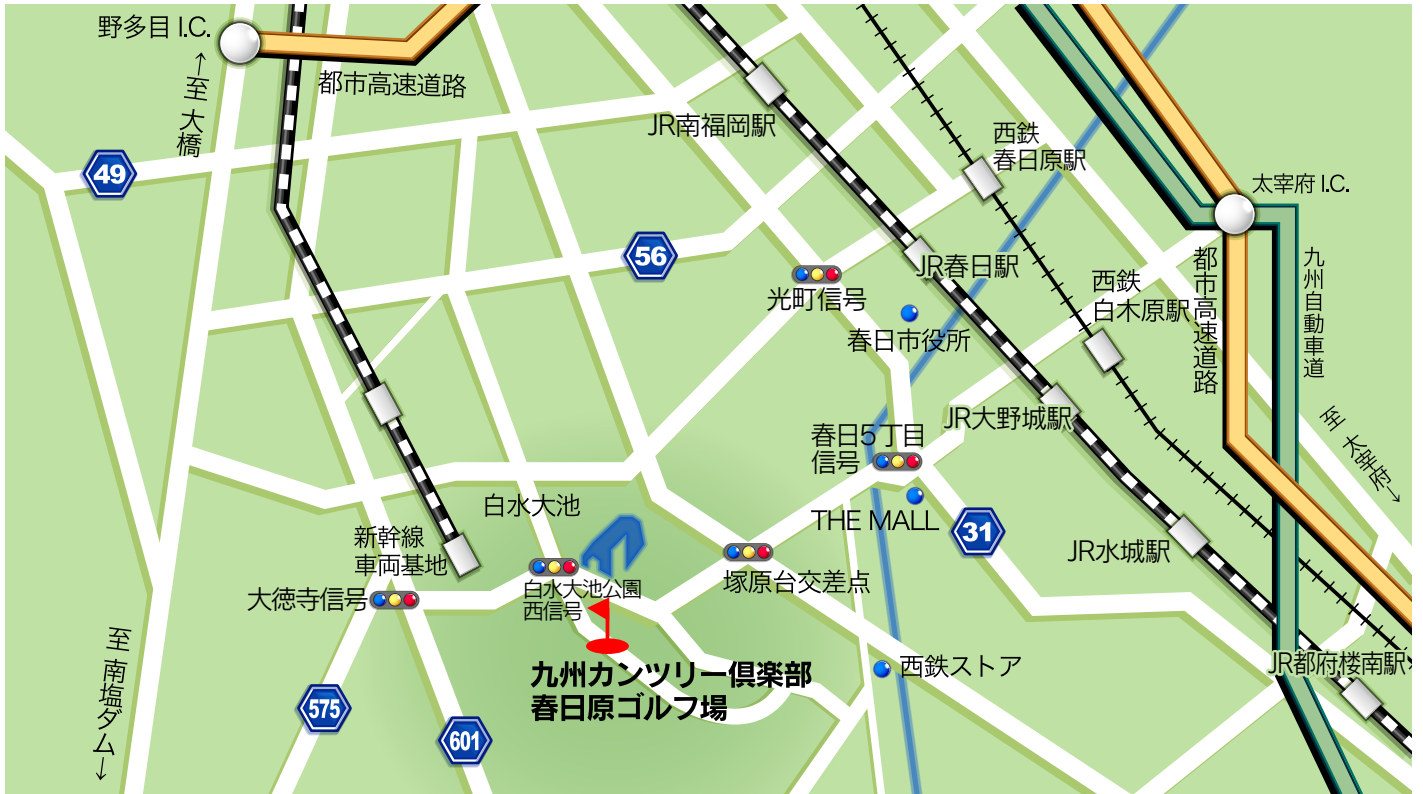 野多目 I.C.
←至 大橋
都市高速道路
49
JR南福岡駅
西鉄
春日原駅
太宰府 I.C.
56
光町信号
JR春日駅
春日市役所
西鉄
白木原駅
都市高速道路
九州自動車道
JR大野城駅
至 太宰府→
春日5丁目
信号
THE MALL
31
JR水城駅
白水大池
新幹線
車両基地
大徳寺信号
白水大池公園
西信号
塚原台交差点
至 南塩ダム→
九州カンツリー倶楽部
春日原ゴルフ場
西鉄ストア
JR都府楼南駅
575
601